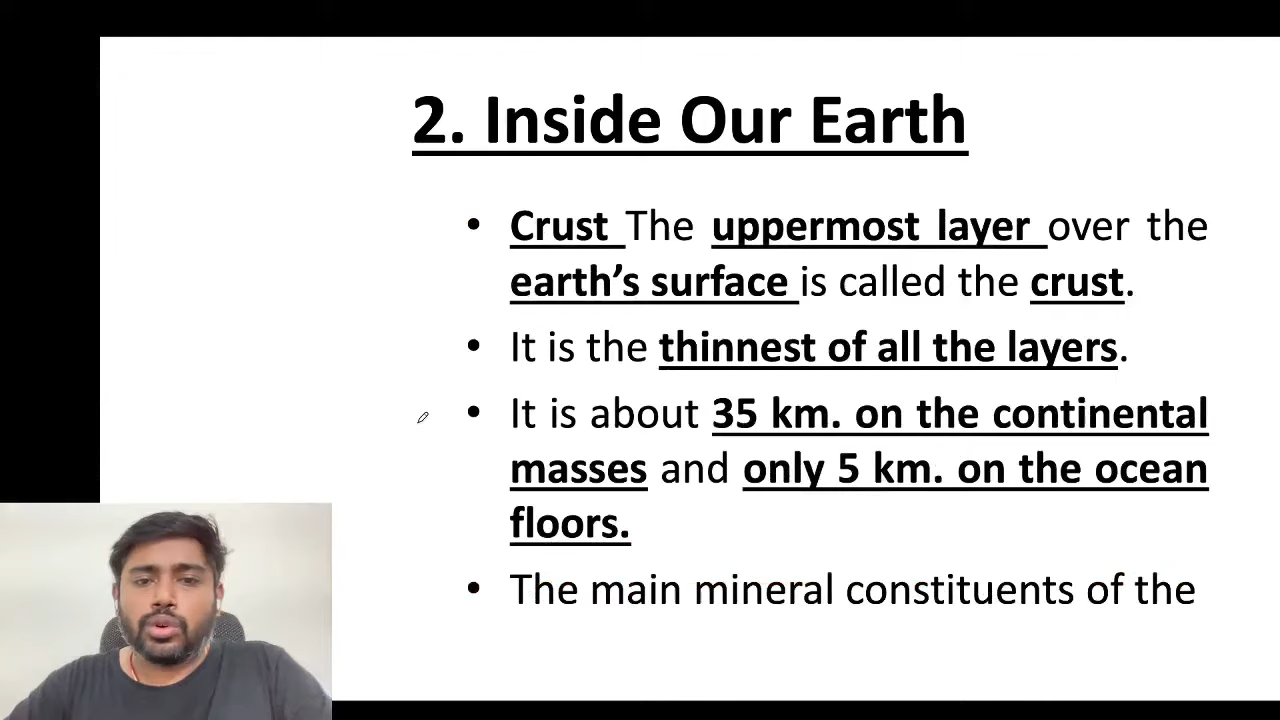 2. Inside Our Earth
• Crust The uppermost layer over the
earth’s surface is called the crust.
• It is the thinnest of all the layers.
• It is about 35 km. on the continental
masses and only 5 km. on the ocean
floors.
• The main mineral constituents of the